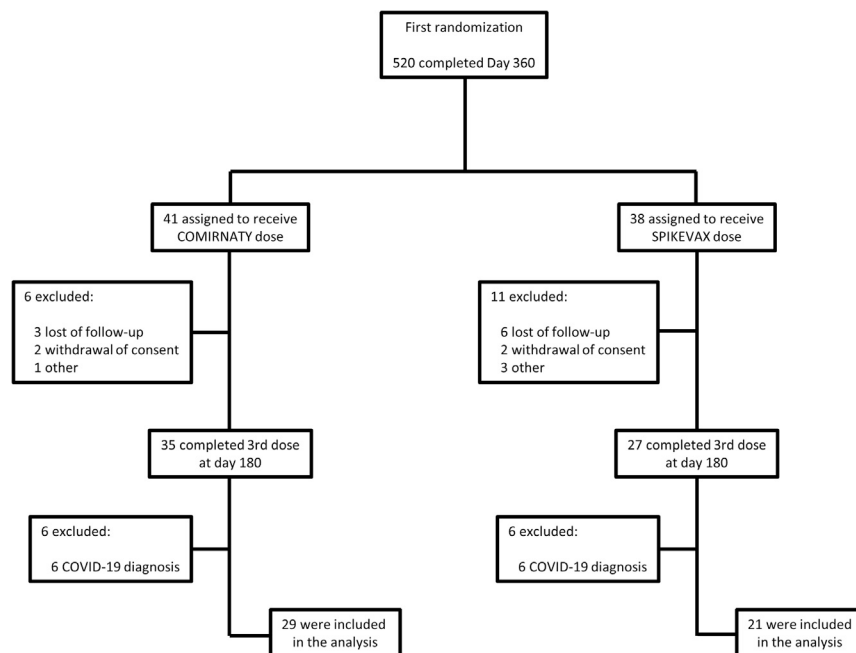 First randomization
520 completed Day 360
41 assigned to receive
COMIRNATY dose
38 assigned to receive
SPIKEVAX dose
6 excluded:
3 lost of follow-up
2 withdrawal of consent
1 other
11 excluded:
6 lost of follow-up
2 withdrawal of consent
3 other
35 completed 3rd dose
at day 180
27 completed 3rd dose
at day 180
6 excluded:
6 COVID-19 diagnosis
6 excluded:
6 COVID-19 diagnosis
29 were included
in the analysis
21 were included
in the analysis